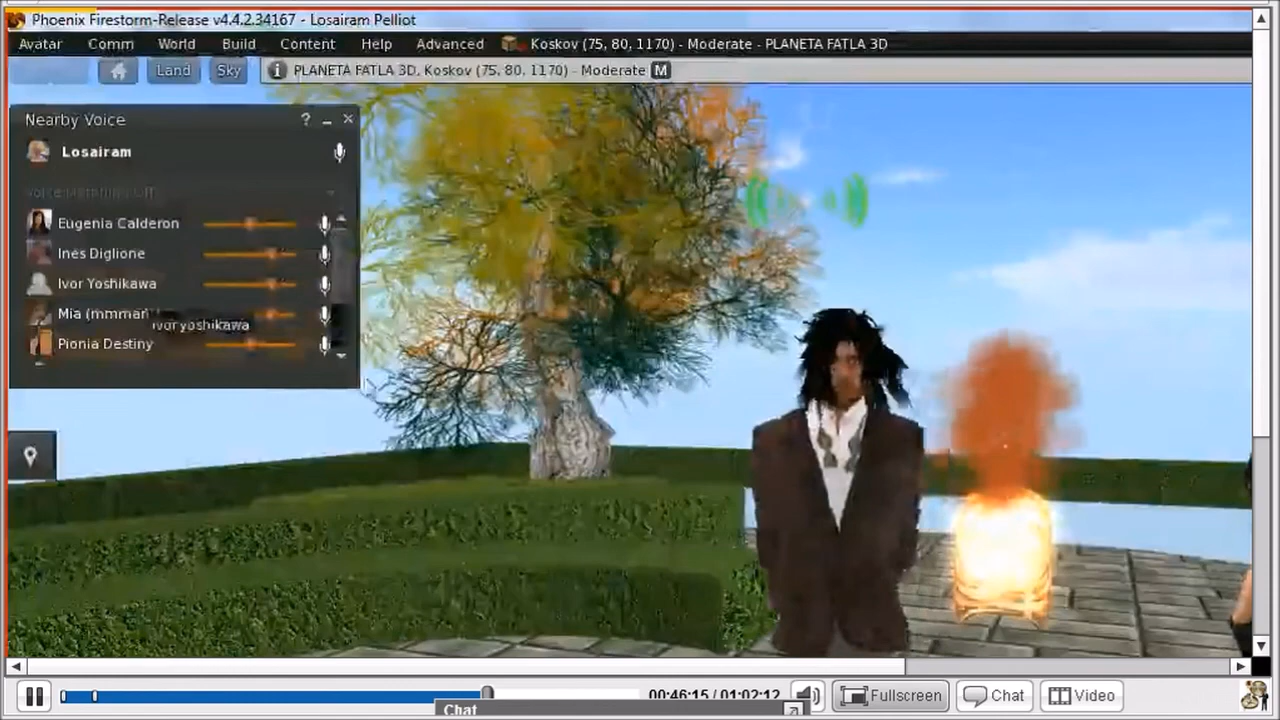 Phoenix Firestorm-Release v4.4.2.34167 - Losairam Pelliot
Avatar Comm World Build Content Help Advanced Koskov (75, 80, 1170) - Moderate - PLANETA FATLA 3D
Land Sky PLANETA FATLA 3D, Koskov (75, 80, 1170) - Moderate M
Nearby Voice ?
Losairam
Eugenia Calderon
Inés Diglione
Ivor Yoshikawa
Mia
ivoryoshikawa
Pionia Destiny
00:46:15 / 01:02:12 Fullscreen Chat Video
Chat